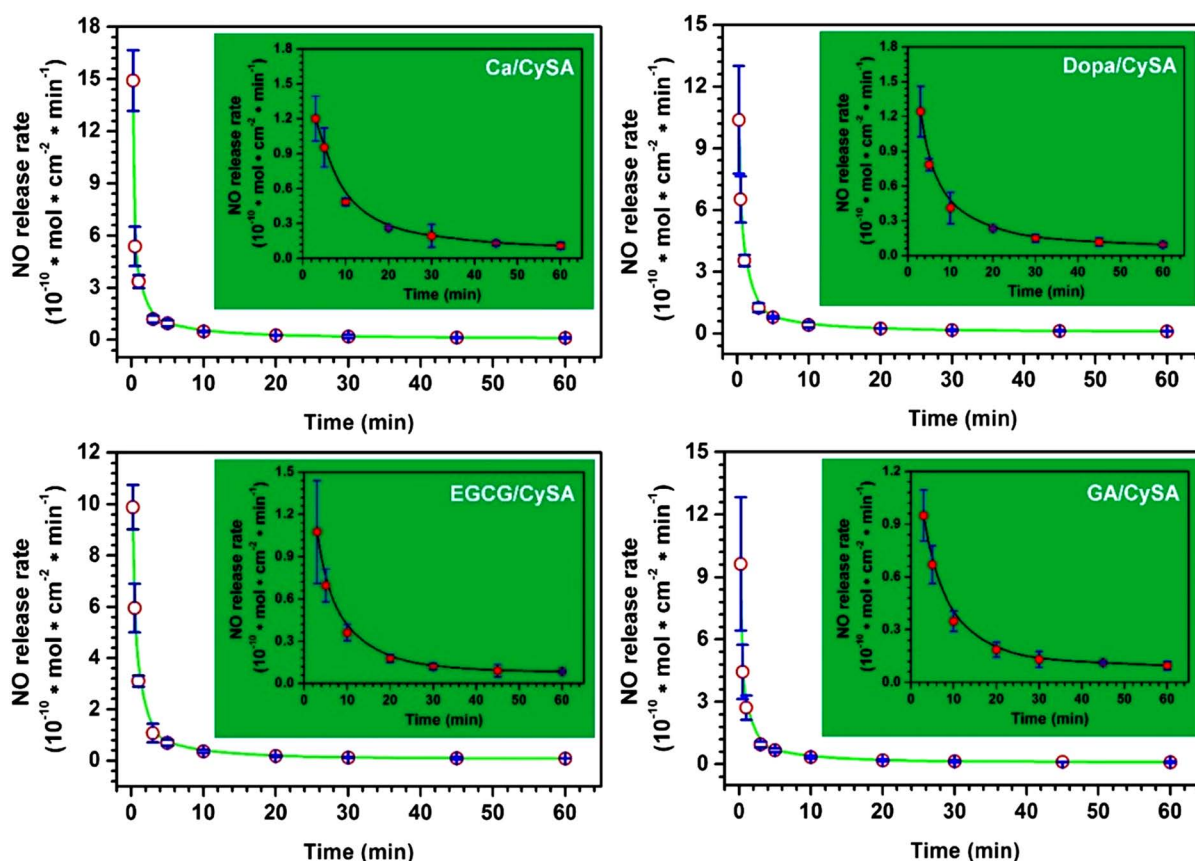 NO release rate
(10⁻¹⁰ * mol * cm⁻² * min⁻¹)
18
15
12
9
6
3
0
0 10 20 30 40 50 60
Time (min)
Ca/CySA
NO release rate
(10⁻¹⁰ * mol * cm⁻² * min⁻¹)
1.8
1.5
1.2
0.9
0.6
0.3
0.0
0 10 20 30 40 50 60
Time (min)
NO release rate
(10⁻¹⁰ * mol * cm⁻² * min⁻¹)
15
12
9
6
3
0
0 10 20 30 40 50 60
Time (min)
Dopa/CySA
NO release rate
(10⁻¹⁰ * mol * cm⁻² * min⁻¹)
1.8
1.5
1.2
0.9
0.6
0.3
0.0
0 10 20 30 40 50 60
Time (min)
NO release rate
(10⁻¹⁰ * mol * cm⁻² * min⁻¹)
12
10
8
6
4
2
0
0 10 20 30 40 50 60
Time (min)
EGCG/CySA
NO release rate
(10⁻¹⁰ * mol * cm⁻² * min⁻¹)
1.5
1.2
0.9
0.6
0.3
0.0
0 10 20 30 40 50 60
Time (min)
NO release rate
(10⁻¹⁰ * mol * cm⁻² * min⁻¹)
15
12
9
6
3
0
0 10 20 30 40 50 60
Time (min)
GA/CySA
NO release rate
(10⁻¹⁰ * mol * cm⁻² * min⁻¹)
1.2
0.9
0.6
0.3
0.0
0 10 20 30 40 50 60
Time (min)